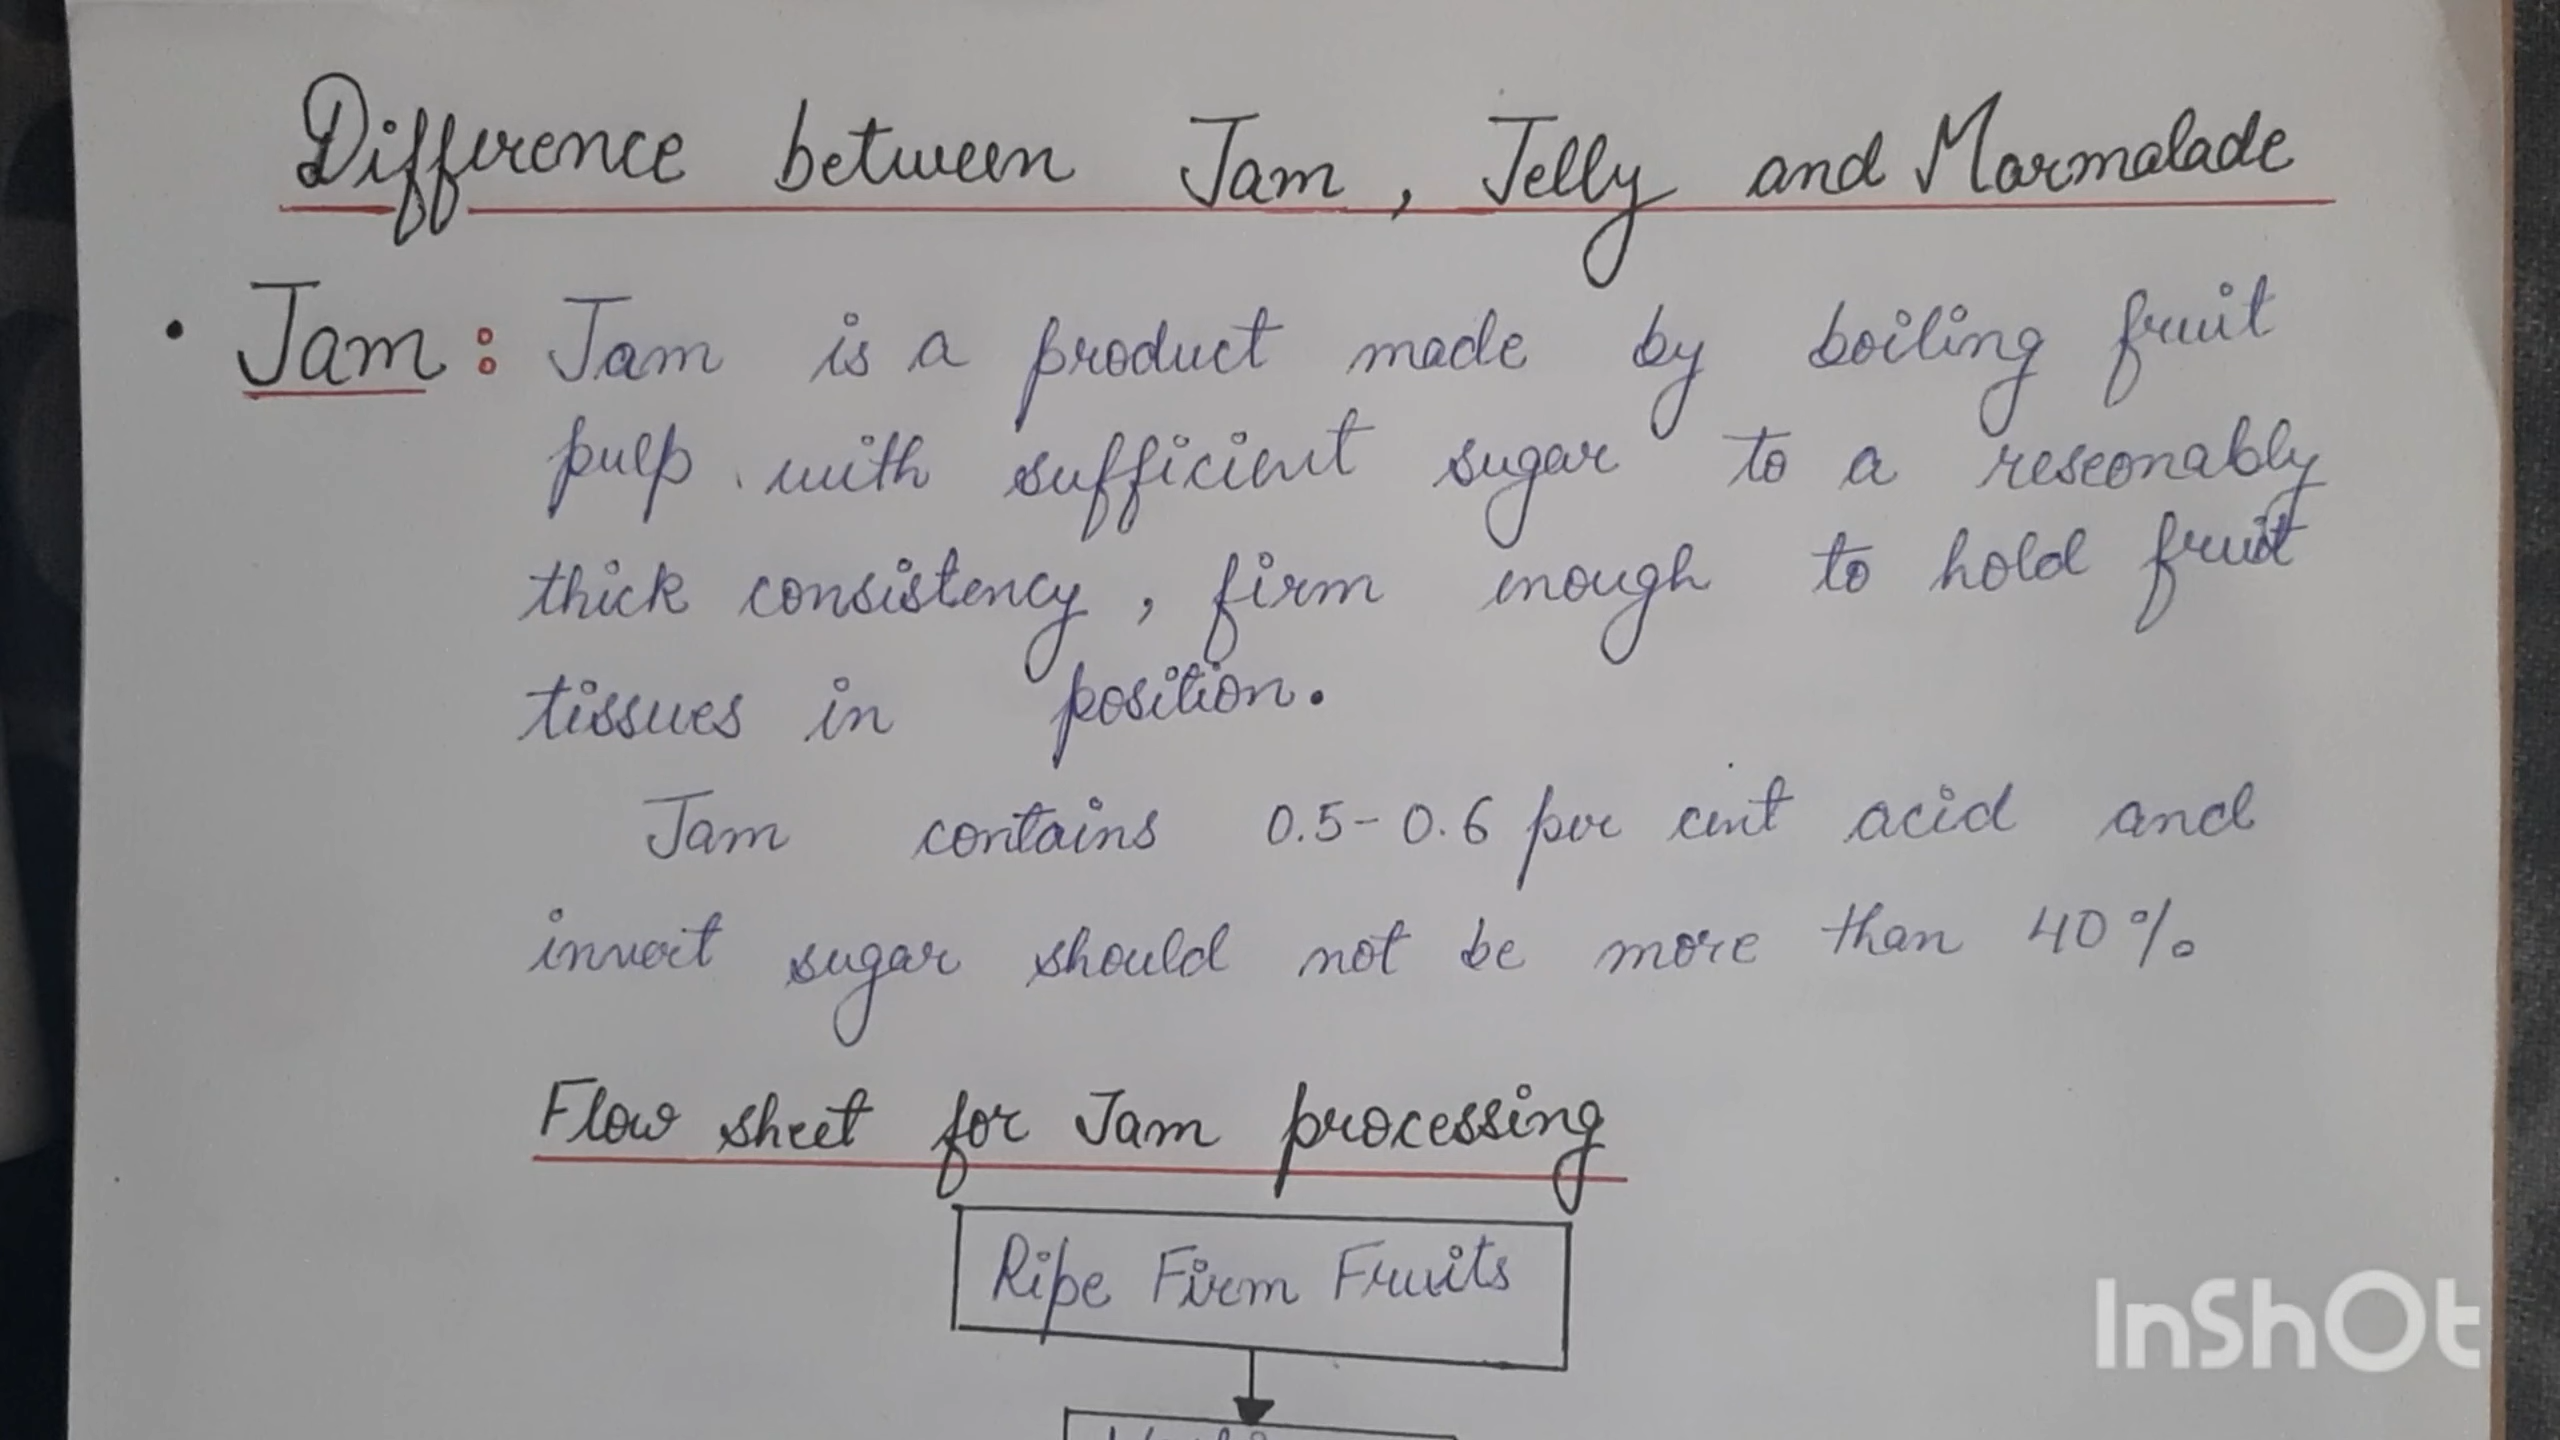 Difference between Jam, Jelly and Marmalade
• Jam: Jam is a product made by boiling fruit
pulp with sufficient sugar to a reseonably
thick consistency, firm enough to hold fruit
tissues in position.
Jam contains 0.5-0.6 per cent acid and
invert sugar should not be more than 40%.
Flow sheet for Jam processing
Ripe Firm Fruits
InShOt